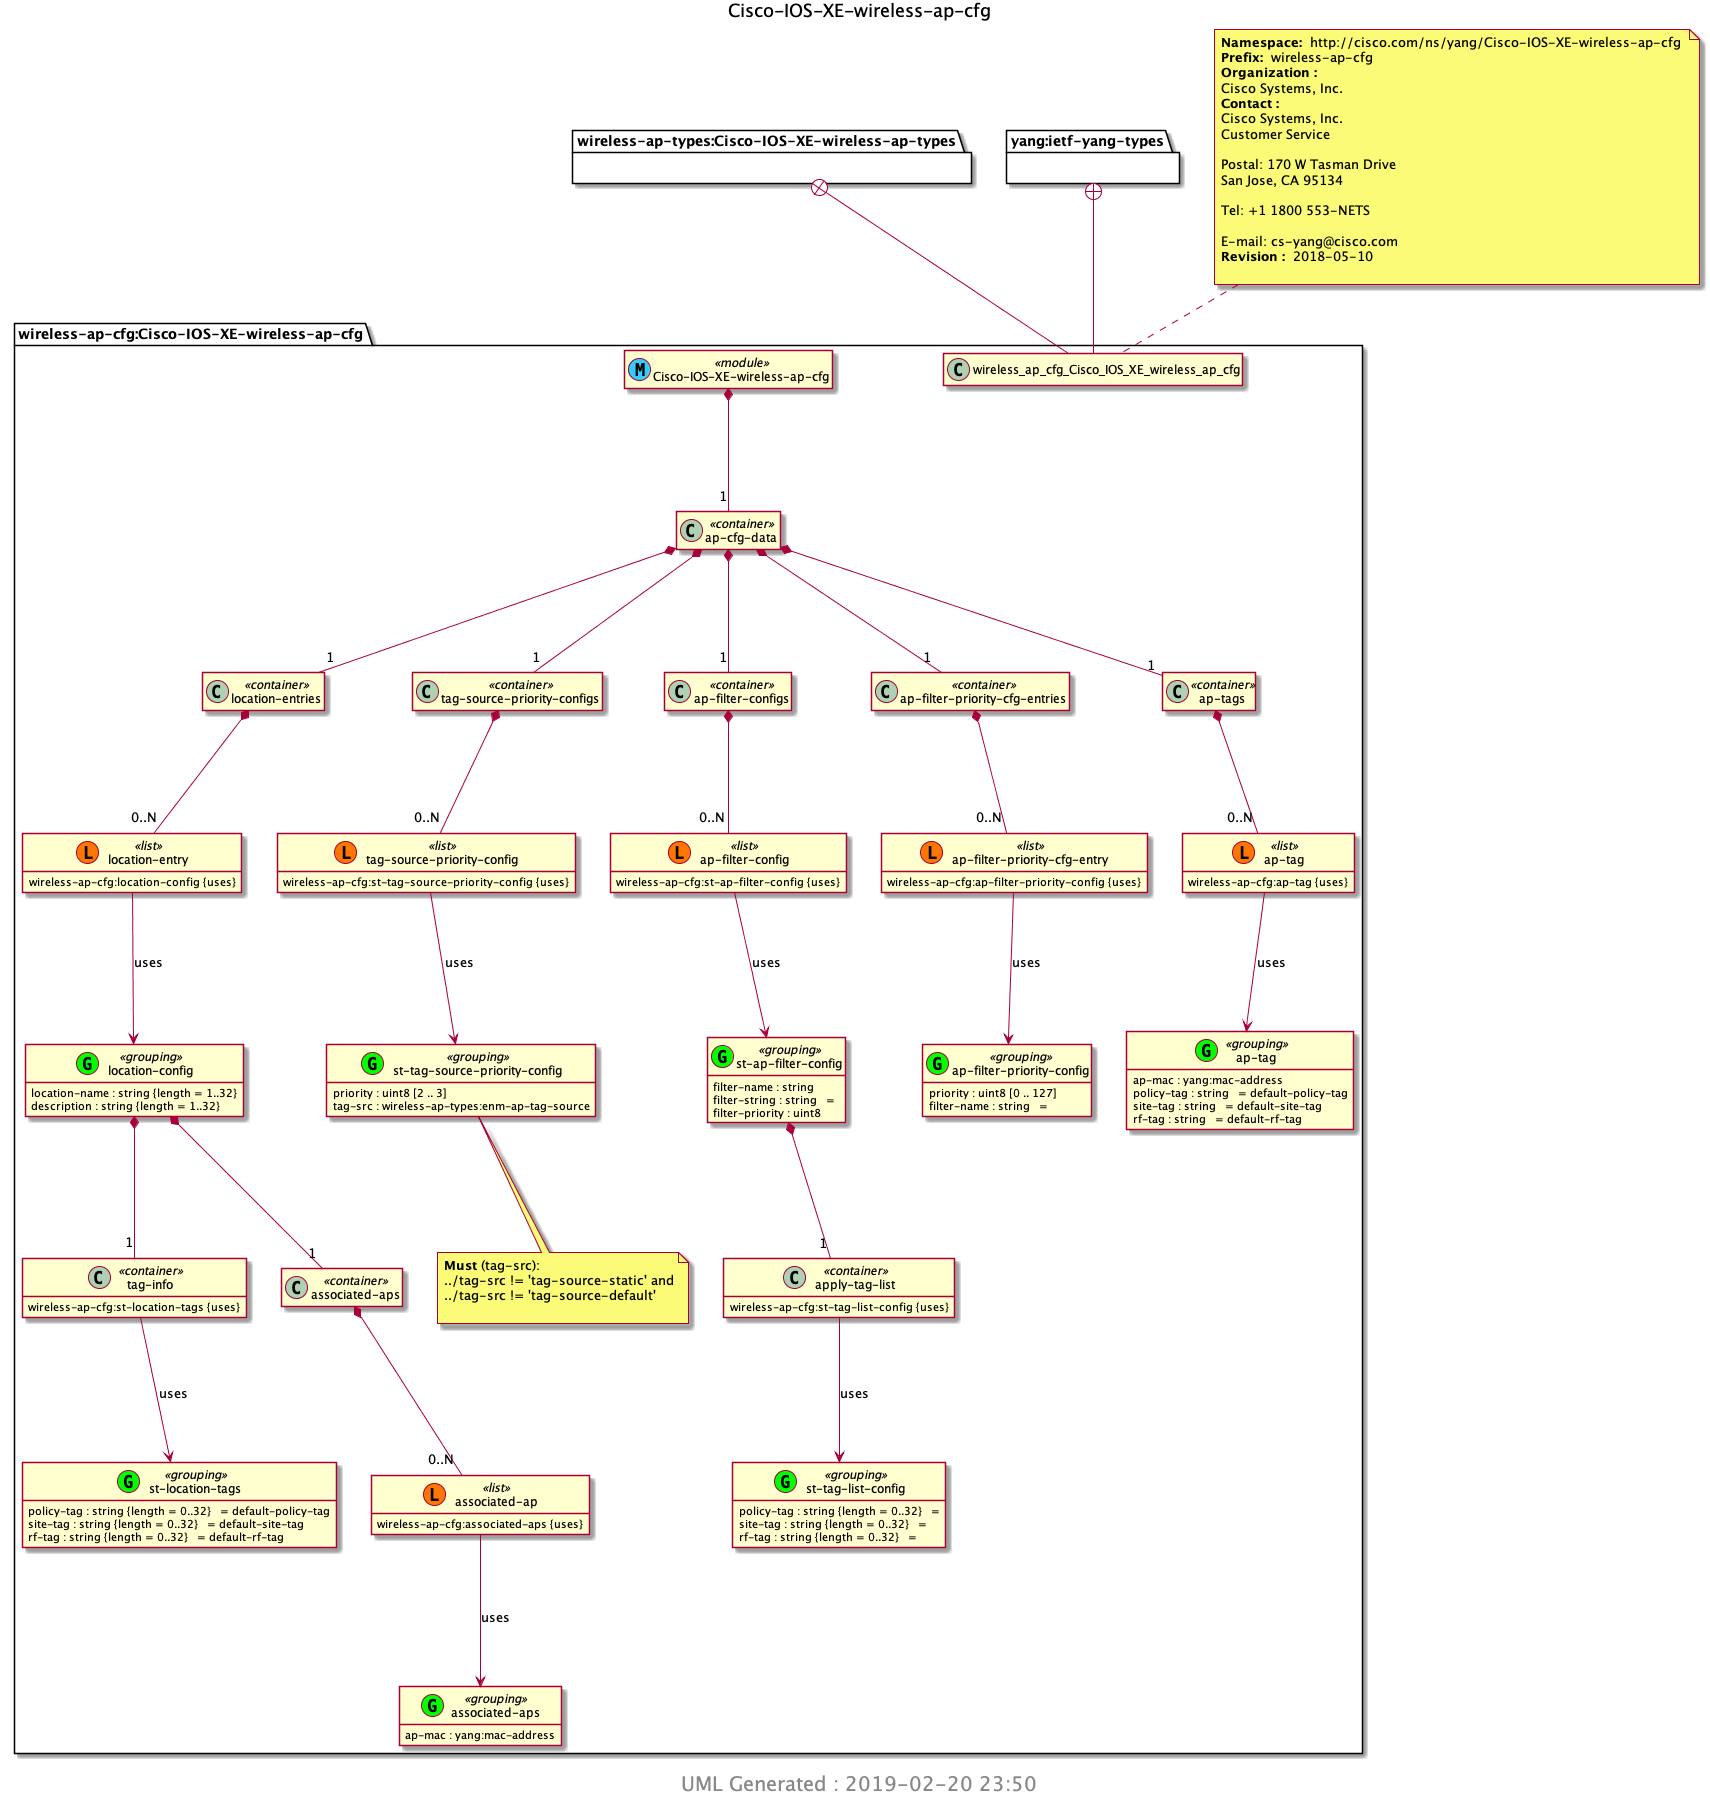 Cisco-IOS-XE-wireless-ap-cfg
Namespace: http://cisco.com/ns/yang/Cisco-IOS-XE-wireless-ap-cfg
Prefix: wireless-ap-cfg
Organization :
Cisco Systems, Inc.
Contact :
Cisco Systems, Inc.
Customer Service
Postal: 170 W Tasman Drive
San Jose, CA 95134
Tel: +1 1800 553-NETS
E-mail: cs-yang@cisco.com
Revision : 2018-05-10
wireless-ap-types:Cisco-IOS-XE-wireless-ap-types
yang:ietf-yang-types
wireless-ap-cfg:Cisco-IOS-XE-wireless-ap-cfg
M «module»
Cisco-IOS-XE-wireless-ap-cfg
C wireless_ap_cfg_Cisco_IOS_XE_wireless_ap_cfg
1
C «container»
ap-cfg-data
1
1
1
1
1
C «container»
location-entries
C «container»
tag-source-priority-configs
C «container»
ap-filter-configs
C «container»
ap-filter-priority-cfg-entries
C «container»
ap-tags
0..N
0..N
0..N
0..N
0..N
L «list»
location-entry
wireless-ap-cfg:location-config {uses}
L «list»
tag-source-priority-config
wireless-ap-cfg:st-tag-source-priority-config {uses}
L «list»
ap-filter-config
wireless-ap-cfg:st-ap-filter-config {uses}
L «list»
ap-filter-priority-cfg-entry
wireless-ap-cfg:ap-filter-priority-config {uses}
L «list»
ap-tag
wireless-ap-cfg:ap-tag {uses}
uses
uses
uses
uses
uses
G «grouping»
location-config
location-name : string {length = 1..32}
description : string {length = 1..32}
G «grouping»
st-tag-source-priority-config
priority : uint8 [2 .. 3]
tag-src : wireless-ap-types:enm-ap-tag-source
G «grouping»
st-ap-filter-config
filter-name : string
filter-string : string =
filter-priority : uint8
G «grouping»
ap-filter-priority-config
priority : uint8 [0 .. 127]
filter-name : string =
G «grouping»
ap-tag
ap-mac : yang:mac-address
policy-tag : string = default-policy-tag
site-tag : string = default-site-tag
rf-tag : string = default-rf-tag
1
1
1
C «container»
tag-info
wireless-ap-cfg:st-location-tags {uses}
C «container»
associated-aps
Must (tag-src):
../tag-src != 'tag-source-static' and
../tag-src != 'tag-source-default'
C «container»
apply-tag-list
wireless-ap-cfg:st-tag-list-config {uses}
uses
uses
0..N
G «grouping»
st-location-tags
policy-tag : string {length = 0..32} = default-policy-tag
site-tag : string {length = 0..32} = default-site-tag
rf-tag : string {length = 0..32} = default-rf-tag
L «list»
associated-ap
wireless-ap-cfg:associated-aps {uses}
G «grouping»
st-tag-list-config
policy-tag : string {length = 0..32} =
site-tag : string {length = 0..32} =
rf-tag : string {length = 0..32} =
uses
G «grouping»
associated-aps
ap-mac : yang:mac-address
UML Generated : 2019-02-20 23:50